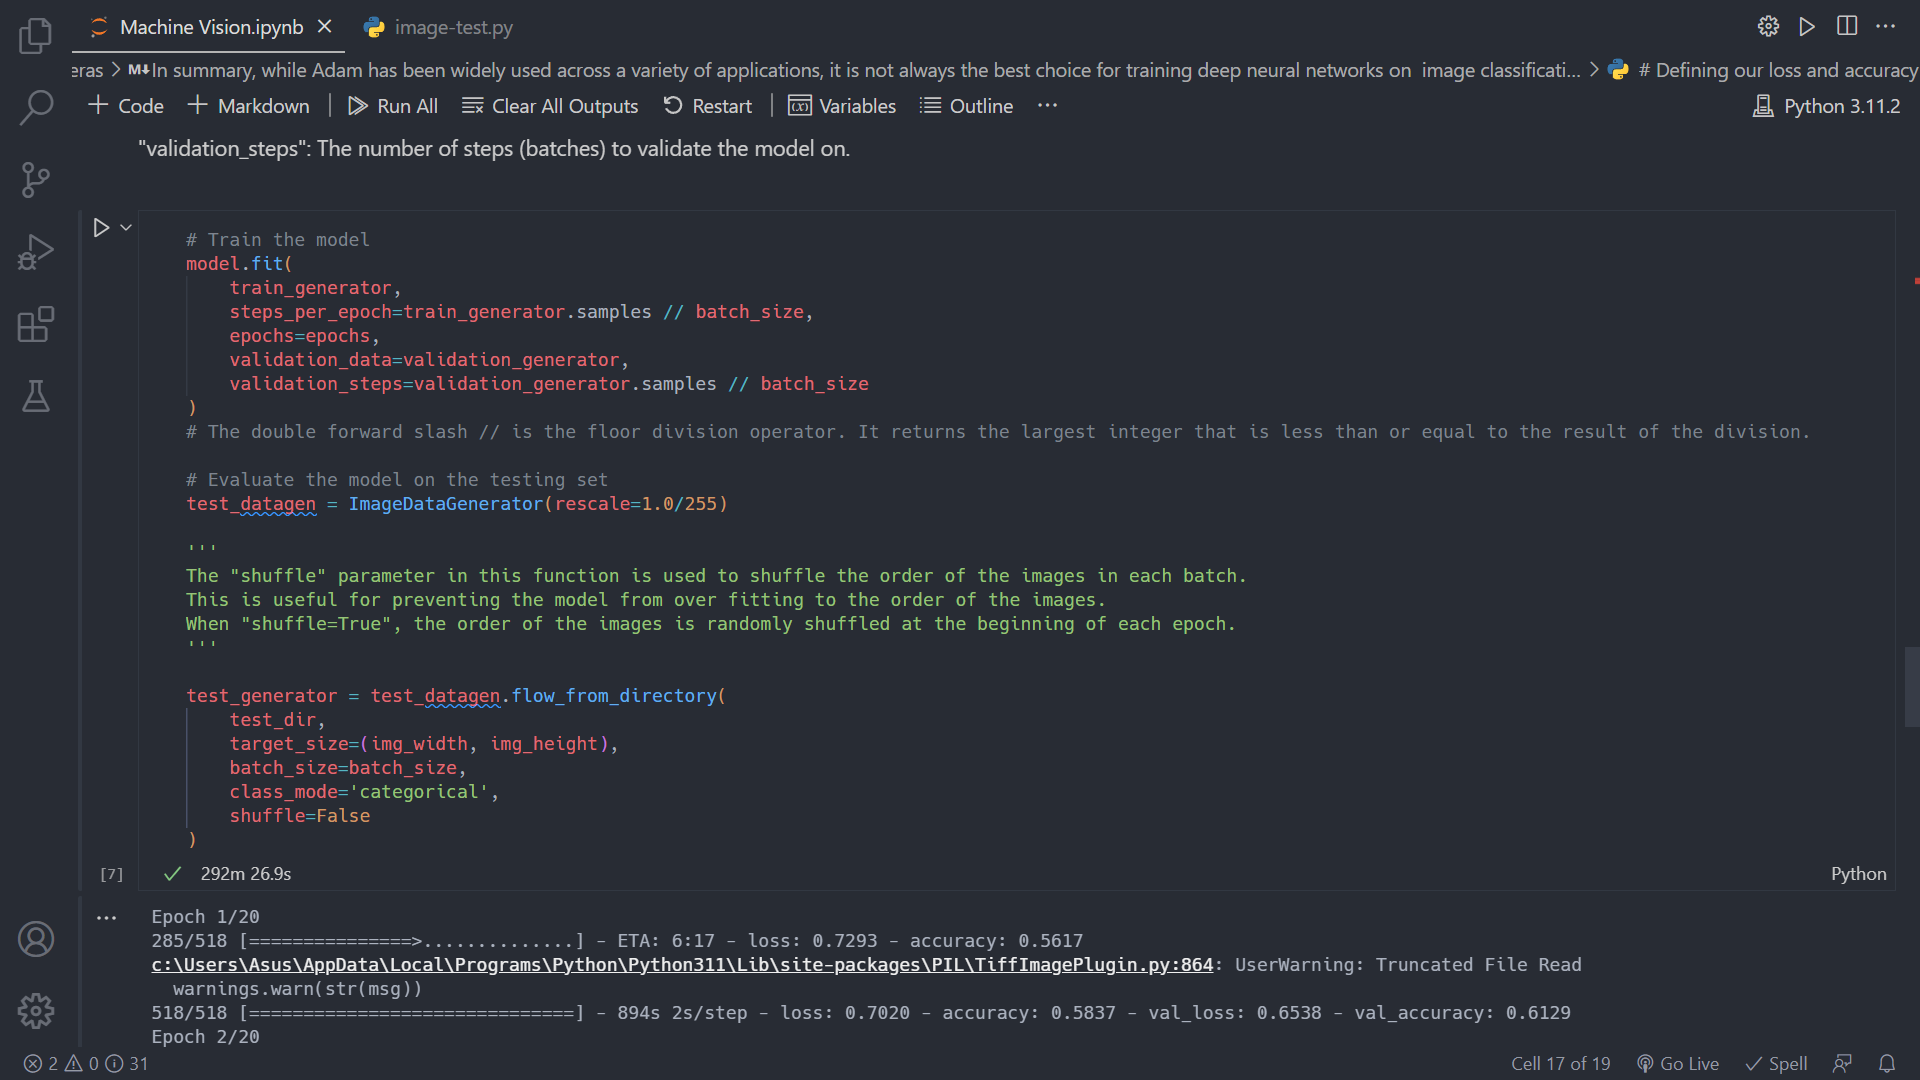 Machine Vision.ipynb
image-test.py
eras > M↓In summary, while Adam has been widely used across a variety of applications, it is not always the best choice for training deep neural networks on image classificati... > # Defining our loss and accuracy
+ Code + Markdown | Run All Clear All Outputs Restart | Variables Outline ... Python 3.11.2
"validation_steps": The number of steps (batches) to validate the model on.
# Train the model
model.fit(
    train_generator,
    steps_per_epoch=train_generator.samples // batch_size,
    epochs=epochs,
    validation_data=validation_generator,
    validation_steps=validation_generator.samples // batch_size
)
# The double forward slash // is the floor division operator. It returns the largest integer that is less than or equal to the result of the division.
# Evaluate the model on the testing set
test_datagen = ImageDataGenerator(rescale=1.0/255)
'''
The "shuffle" parameter in this function is used to shuffle the order of the images in each batch.
This is useful for preventing the model from over fitting to the order of the images.
When "shuffle=True", the order of the images is randomly shuffled at the beginning of each epoch.
'''
test_generator = test_datagen.flow_from_directory(
    test_dir,
    target_size=(img_width, img_height),
    batch_size=batch_size,
    class_mode='categorical',
    shuffle=False
)
[7] ✓ 292m 26.9s Python
... Epoch 1/20
285/518 [===============>..............] - ETA: 6:17 - loss: 0.7293 - accuracy: 0.5617
c:\Users\Asus\AppData\Local\Programs\Python\Python311\Lib\site-packages\PIL\TiffImagePlugin.py:864: UserWarning: Truncated File Read
  warnings.warn(str(msg))
518/518 [==============================] - 894s 2s/step - loss: 0.7020 - accuracy: 0.5837 - val_loss: 0.6538 - val_accuracy: 0.6129
Epoch 2/20
2 0 31 Cell 17 of 19 Go Live ✓ Spell